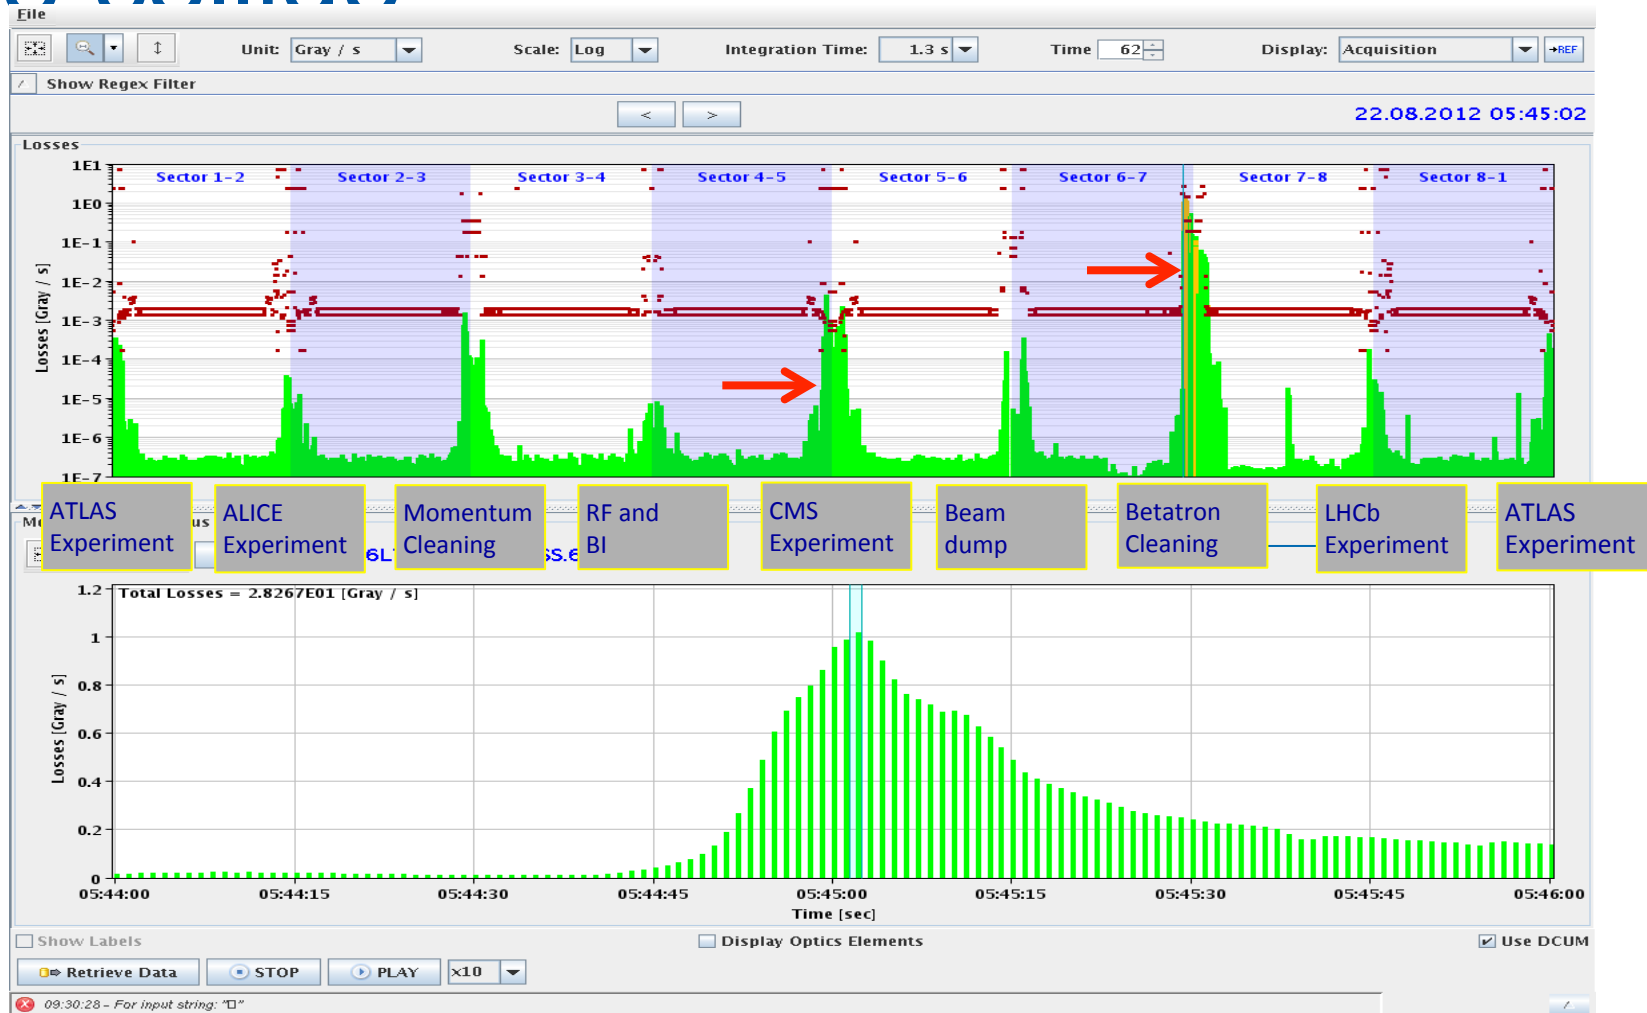 File
Unit: Gray / s Scale: Log Integration Time: 1.3 s Time 62 Display: Acquisition →REF
Show Regex Filter
< > 22.08.2012 05:45:02
Losses
Sector 1-2 Sector 2-3 Sector 3-4 Sector 4-5 Sector 5-6 Sector 6-7 Sector 7-8 Sector 8-1
1E1
1E0
1E-1
1E-2
1E-3
1E-4
1E-5
1E-6
1E-7
Losses [Gray / s]
ATLAS Experiment
ALICE Experiment
Momentum Cleaning
RF and BI
CMS Experiment
Beam dump
Betatron Cleaning
LHCb Experiment
ATLAS Experiment
Total Losses = 2.8267E01 [Gray / s]
1.2
1
0.8
0.6
0.4
0.2
0
Losses [Gray / s]
05:44:00 05:44:15 05:44:30 05:44:45 05:45:00 05:45:15 05:45:30 05:45:45 05:46:00
Time [sec]
Show Labels Display Optics Elements Use DCUM
Retrieve Data STOP PLAY x10
09:30:28 - For input string: "□"